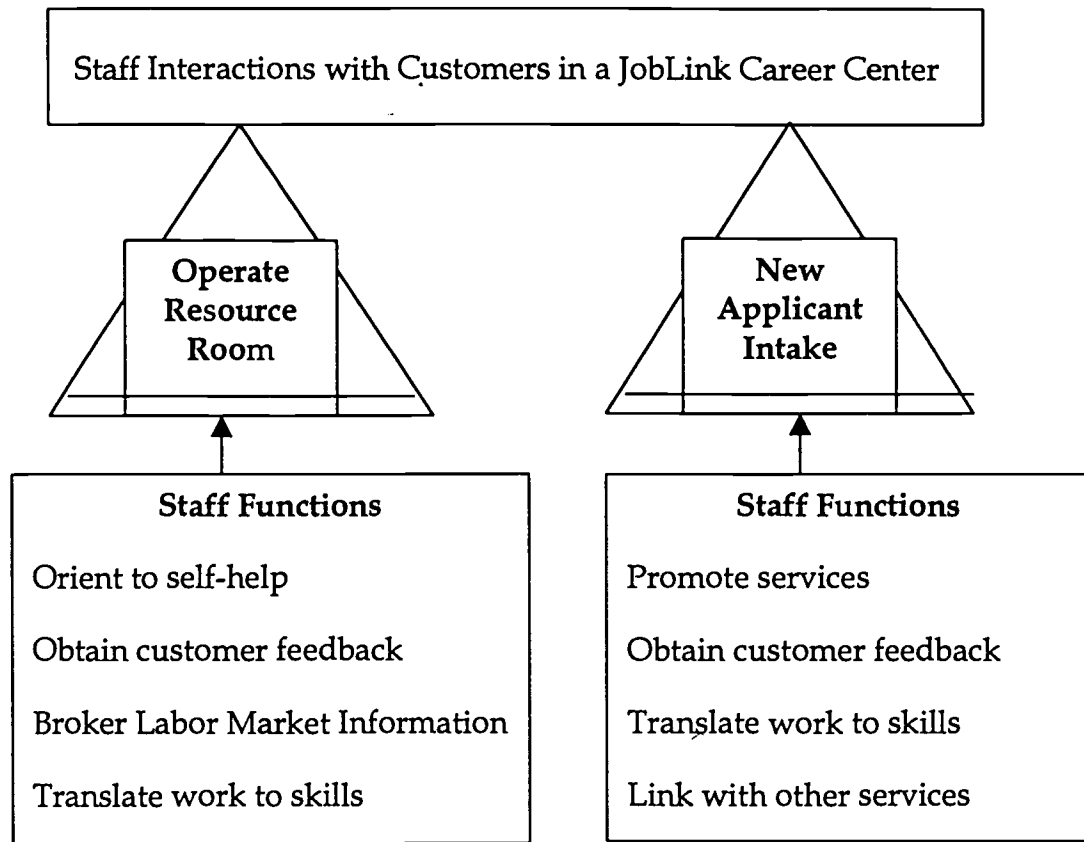 Staff Interactions with Customers in a JobLink Career Center
Operate
Resource
Room
New
Applicant
Intake
Staff Functions
Orient to self-help
Obtain customer feedback
Broker Labor Market Information
Translate work to skills
Staff Functions
Promote services
Obtain customer feedback
Translate work to skills
Link with other services